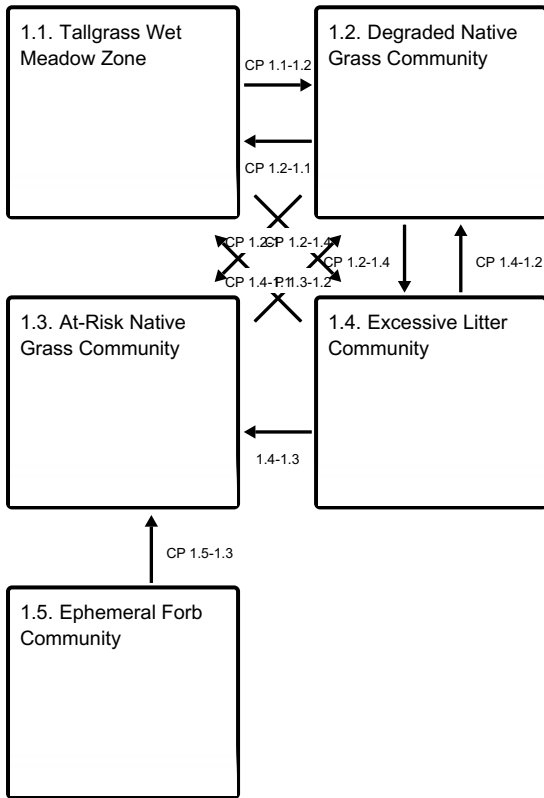 1.1. Tallgrass Wet
Meadow Zone
CP 1.1-1.2
CP 1.2-1.1
1.2. Degraded Native
Grass Community
CP 1.2-1.4
CP 1.3-1.2
CP 1.2-1.4
CP 1.4-1.2
1.3. At-Risk Native
Grass Community
1.4. Excessive Litter
Community
1.4-1.3
CP 1.5-1.3
1.5. Ephemeral Forb
Community